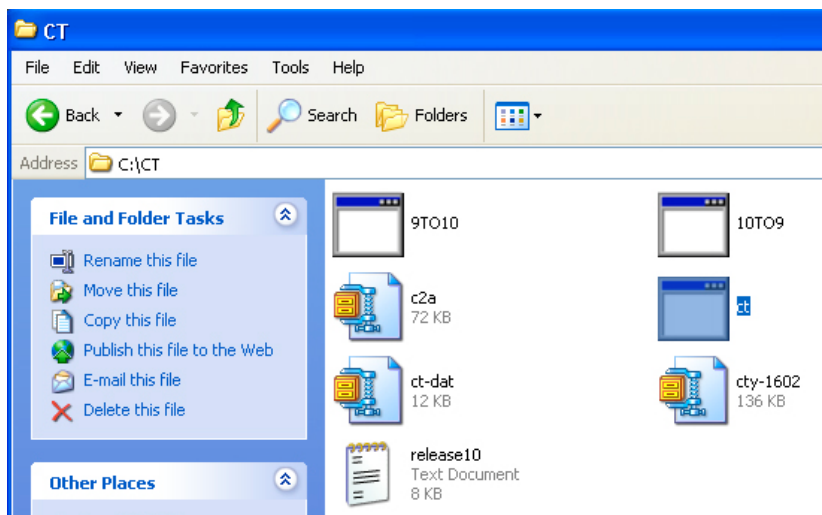 CT
File Edit View Favorites Tools Help
Back Search Folders
Address C:\CT
File and Folder Tasks
Rename this file
Move this file
Copy this file
Publish this file to the Web
E-mail this file
Delete this file
Other Places
9TO10
10TO9
c2a
72 KB
ct
ct-dat
12 KB
cty-1602
136 KB
release10
Text Document
8 KB